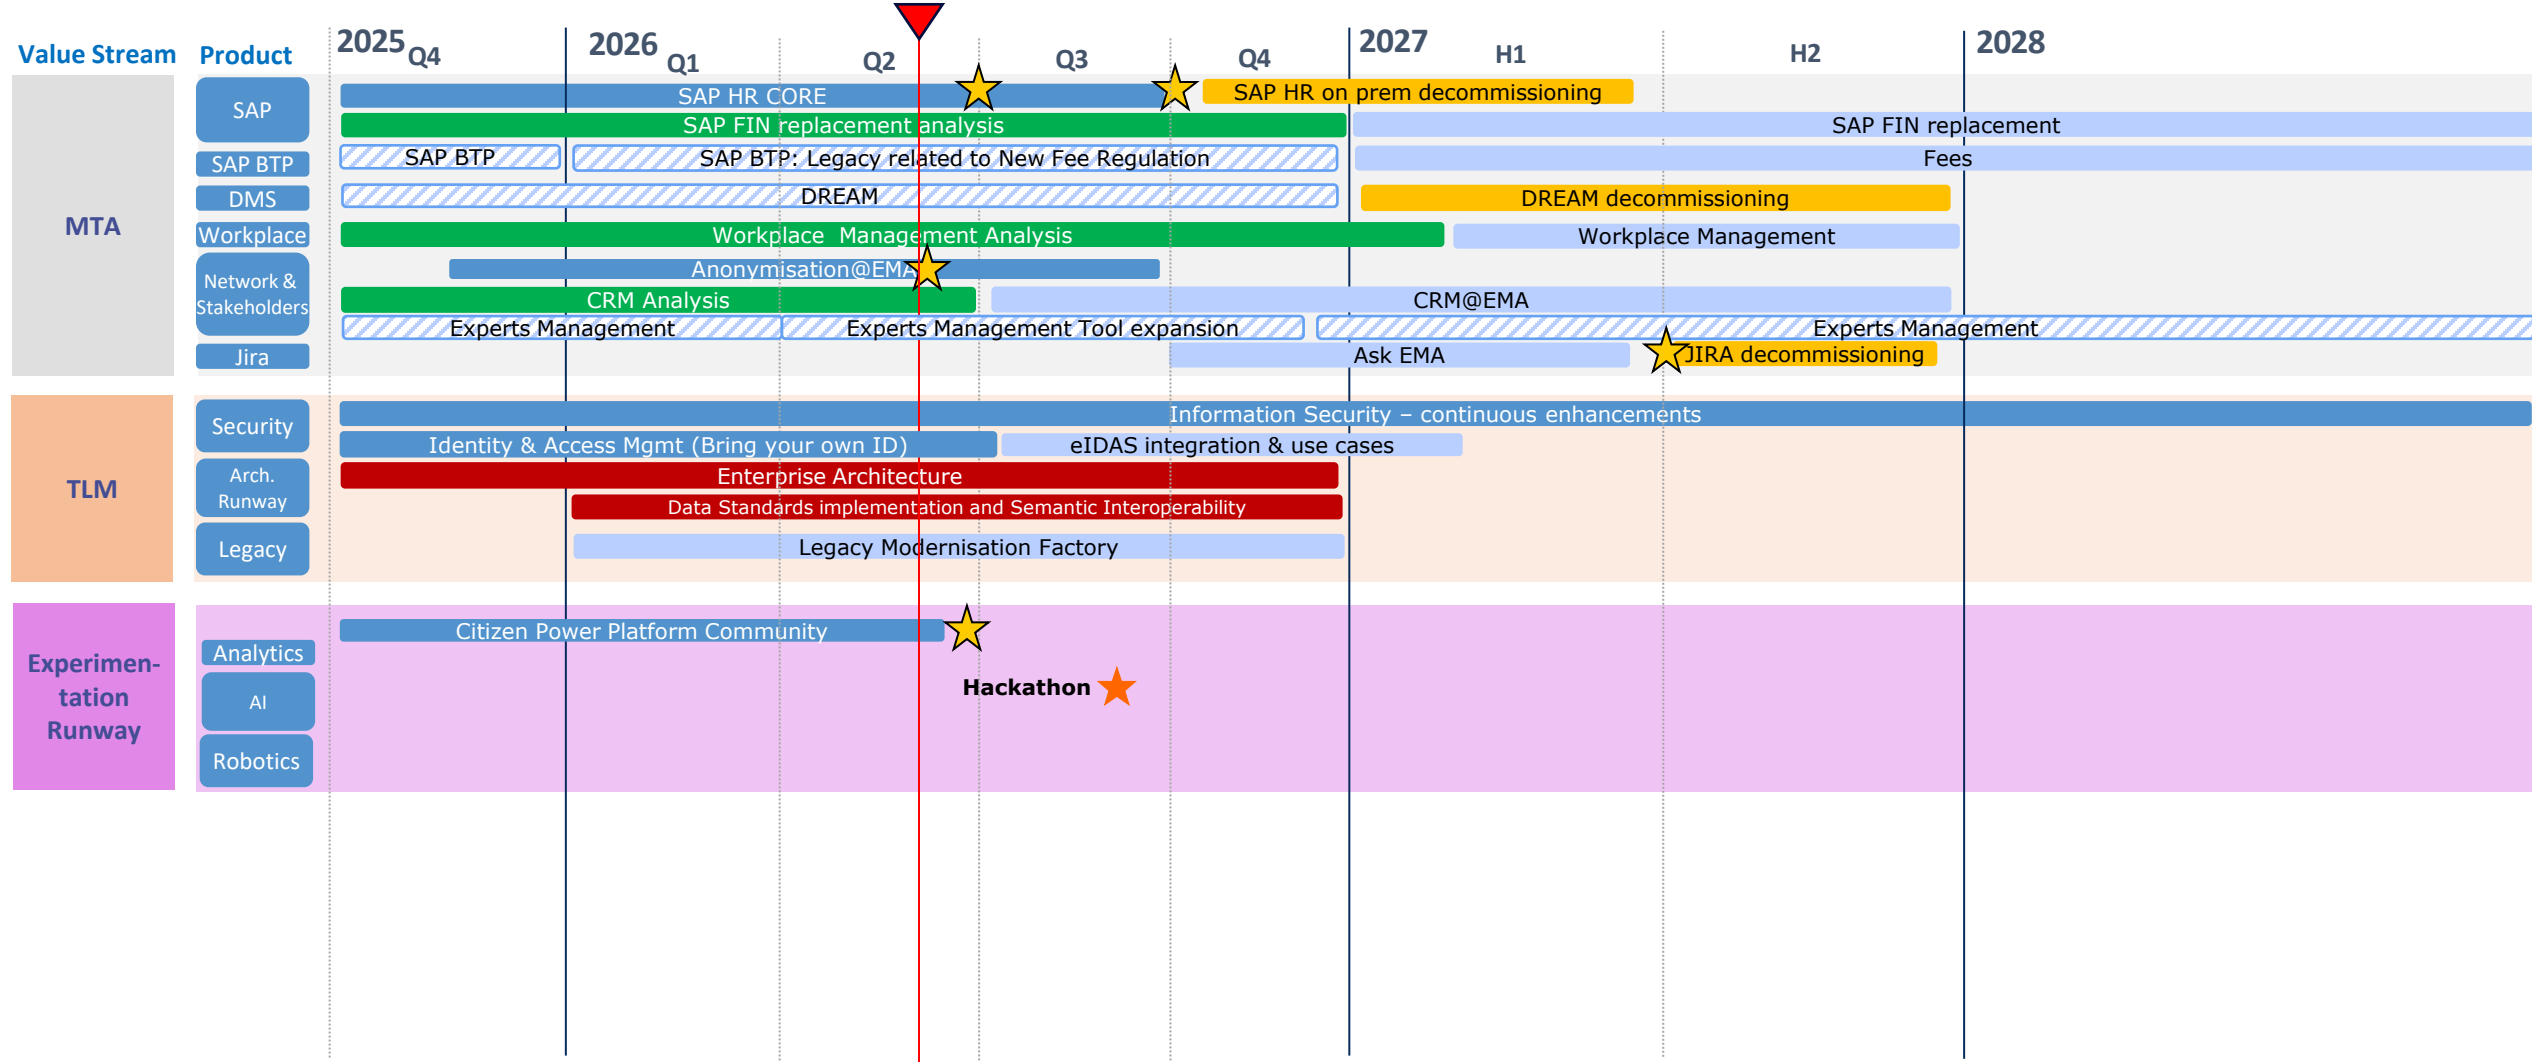 2025
2026
2027
2028
Value Stream
Product
Q4
Q1
Q2
Q3
Q4
H1
H2
MTA
SAP
SAP HR CORE
SAP HR on prem decommissioning
SAP FIN replacement analysis
SAP FIN replacement
SAP BTP
SAP BTP
SAP BTP: Legacy related to New Fee Regulation
Fees
DMS
DREAM
DREAM decommissioning
Workplace
Workplace  Management Analysis
Workplace Management
Network &
Stakeholders
Anonymisation@EMA
CRM Analysis
CRM@EMA
Experts Management
Experts Management Tool expansion
Experts Management
Jira
Ask EMA
JIRA decommissioning
TLM
Security
Information Security – continuous enhancements
Identity & Access Mgmt (Bring your own ID)
eIDAS integration & use cases
Arch.
Runway
Enterprise Architecture
Data Standards implementation and Semantic Interoperability
Legacy
Legacy Modernisation Factory
Experimen-
tation
Runway
Citizen Power Platform Community
Analytics
AI
Hackathon
Robotics